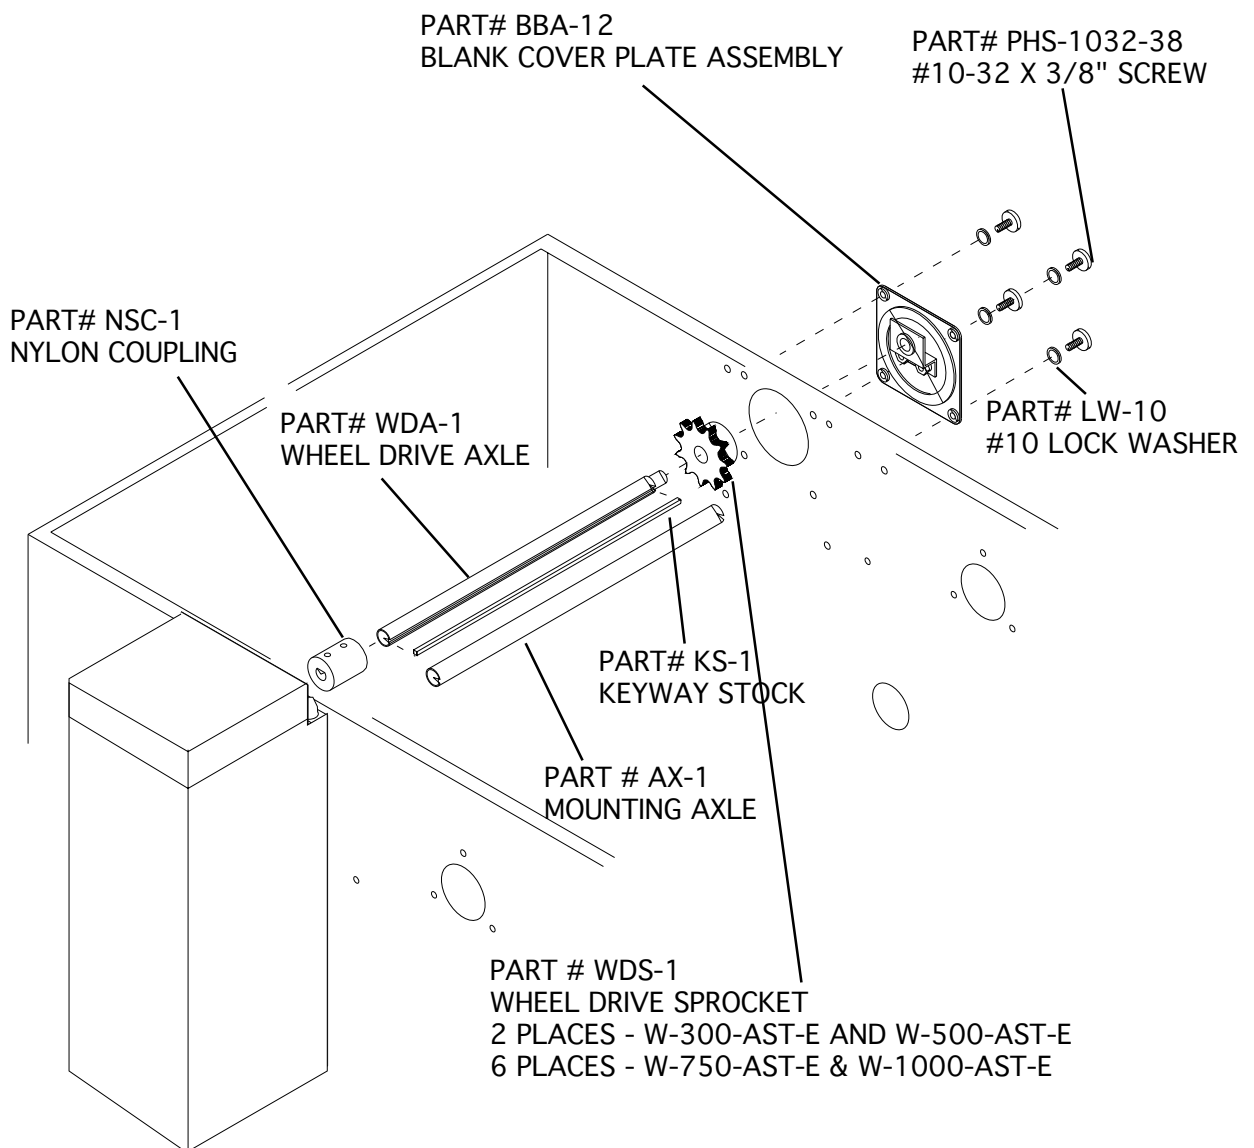 PART# BBA-12
BLANK COVER PLATE ASSEMBLY
PART# PHS-1032-38
#10-32 X 3/8" SCREW
PART# NSC-1
NYLON COUPLING
PART# WDA-1
WHEEL DRIVE AXLE
PART# LW-10
#10 LOCK WASHER
PART# KS-1
KEYWAY STOCK
PART # AX-1
MOUNTING AXLE
PART # WDS-1
WHEEL DRIVE SPROCKET
2 PLACES - W-300-AST-E AND W-500-AST-E
6 PLACES - W-750-AST-E & W-1000-AST-E